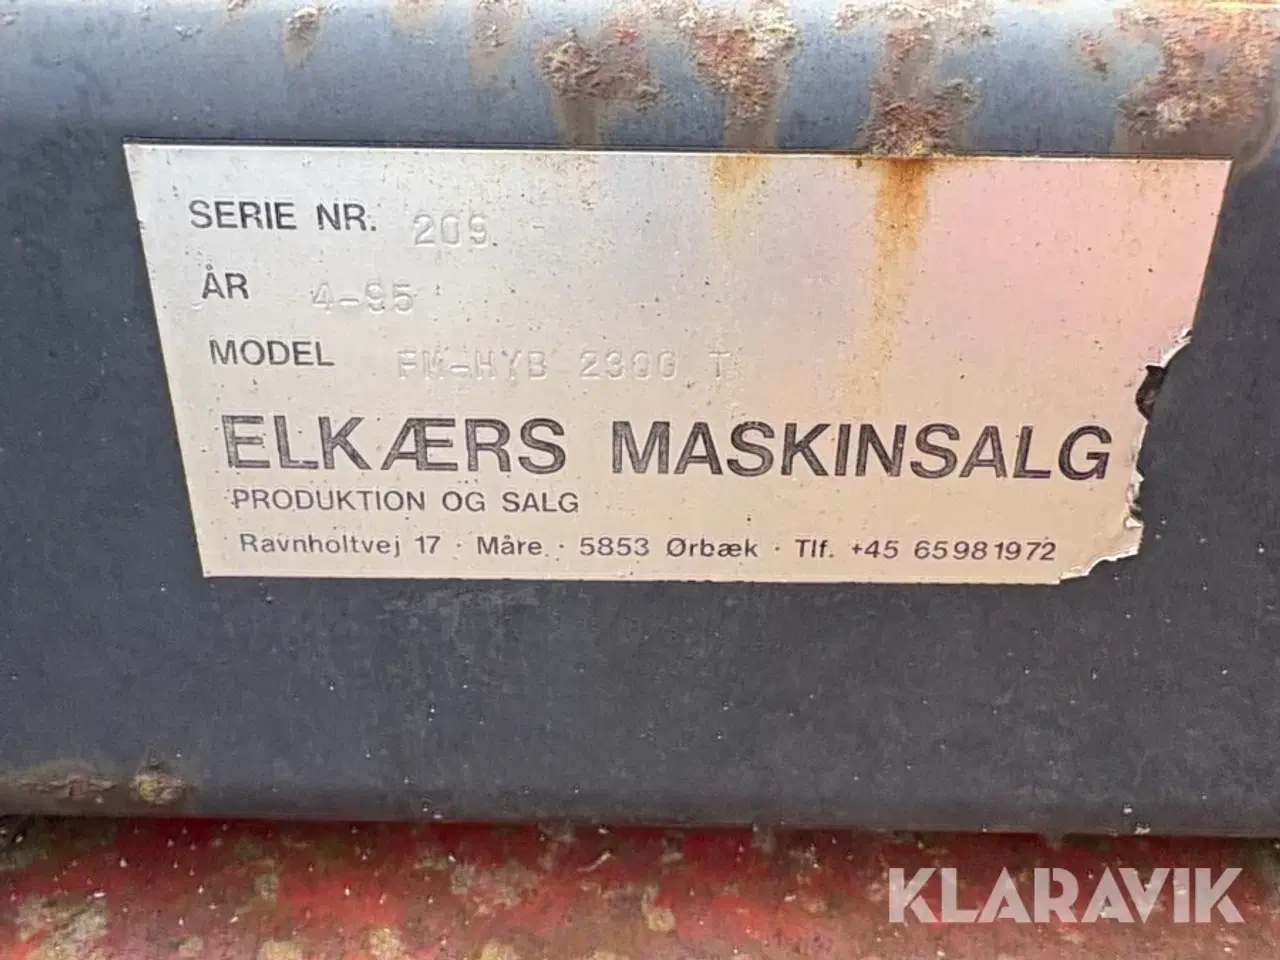 SERIE NR. 209
ÅR 4-95
MODEL FM-HYB 2300 T
ELKÆRS MASKINSALG
PRODUKTION OG SALG
Ravnholtvej 17 · Måre · 5853 Ørbæk · Tlf. +45 65981972
KLARAVIK